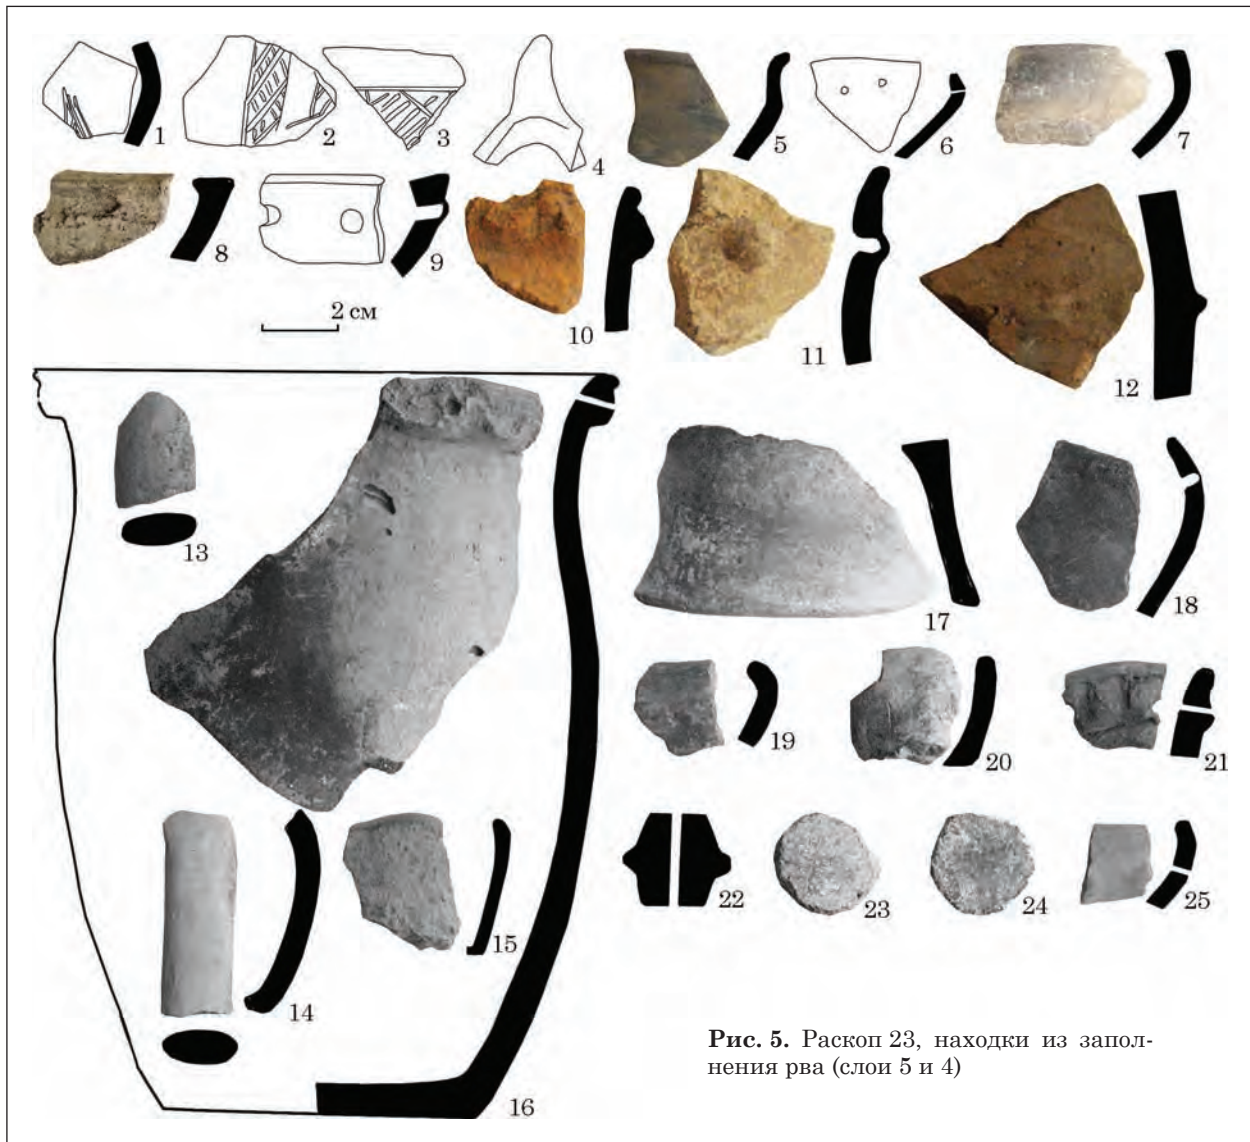 1 2 3 4 5 6 7
8 9 10 11 12
2 см
13 17 18
19 20 21
14 15 22 23 24 25
16
Рис. 5. Раскоп 23, находки из запол-
нения рва (слои 5 и 4)